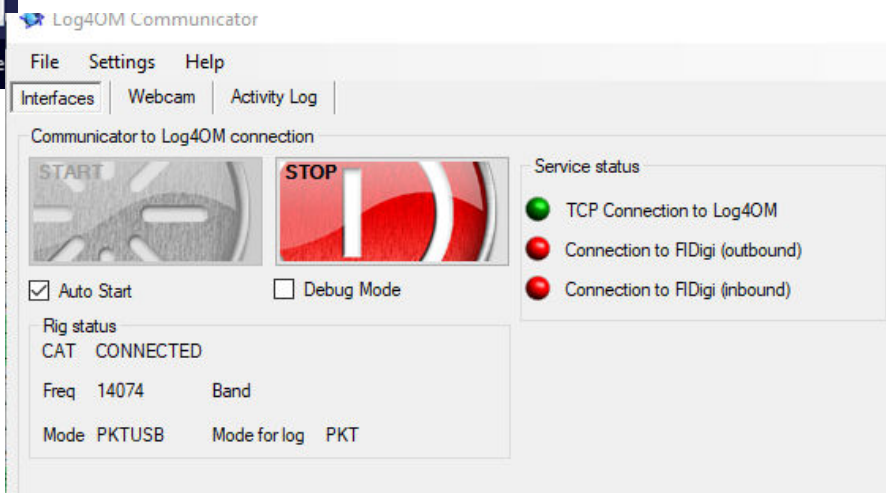 Log4OM Communicator
File Settings Help
Interfaces Webcam Activity Log
Communicator to Log4OM connection
START STOP
Auto Start Debug Mode
Service status
TCP Connection to Log4OM
Connection to FlDigi (outbound)
Connection to FlDigi (inbound)
Rig status
CAT CONNECTED
Freq 14074 Band
Mode PKTUSB Mode for log PKT